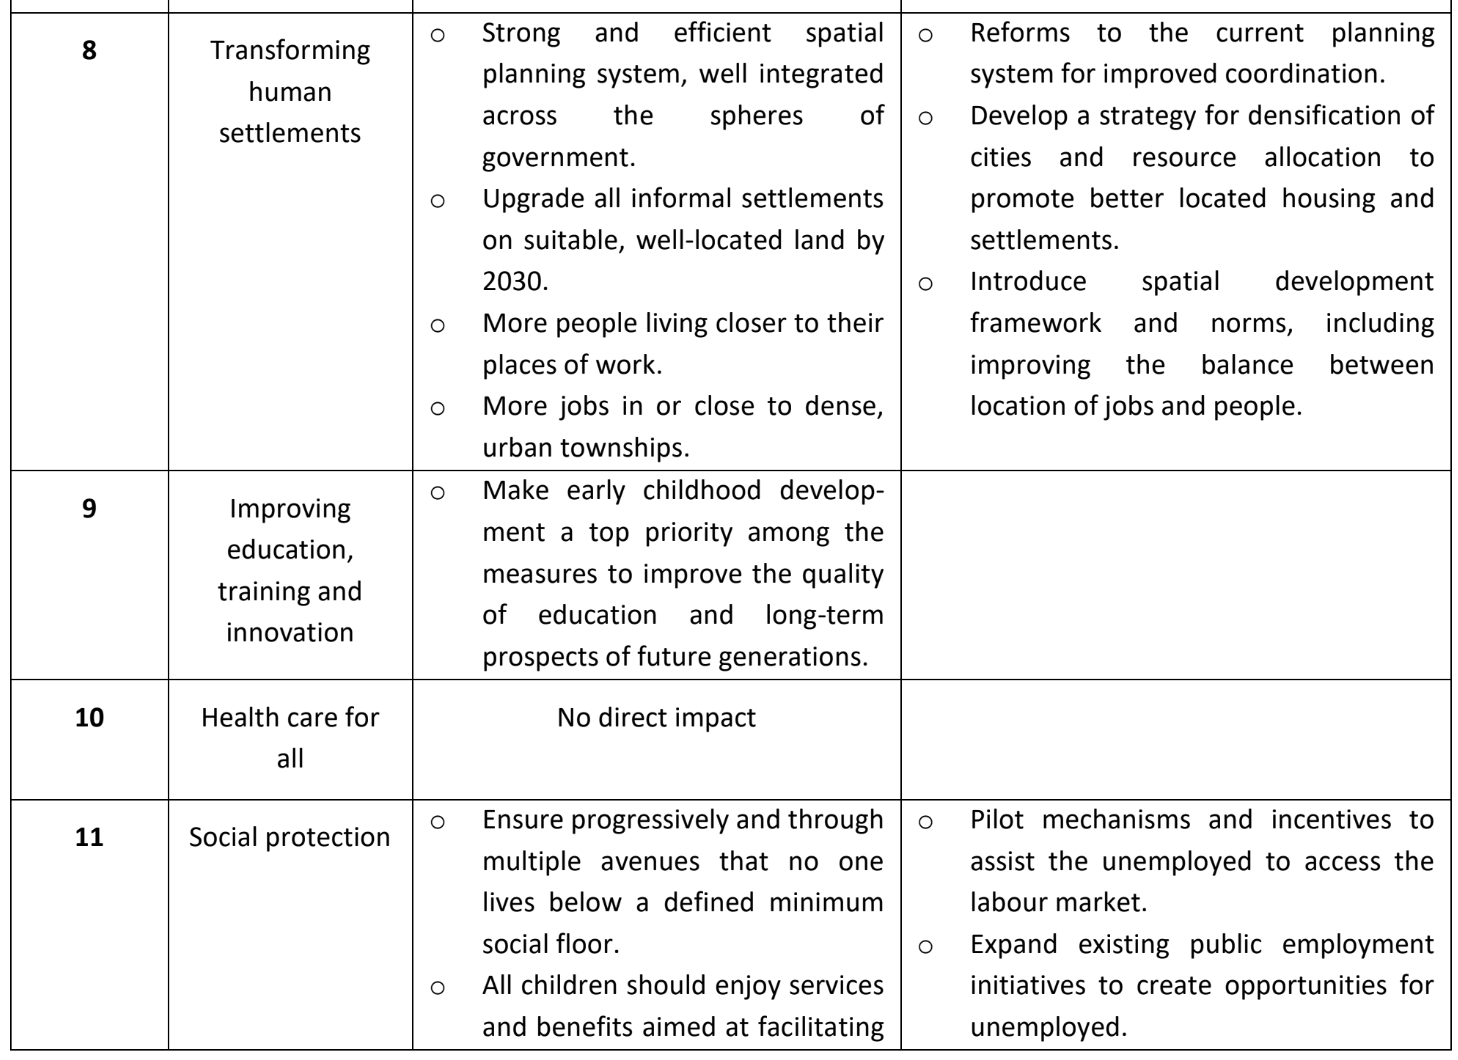 8
Transforming
human
settlements
o Strong and efficient spatial
planning system, well integrated
across the spheres of
government.
o Upgrade all informal settlements
on suitable, well-located land by
2030.
o More people living closer to their
places of work.
o More jobs in or close to dense,
urban townships.
o Reforms to the current planning
system for improved coordination.
o Develop a strategy for densification of
cities and resource allocation to
promote better located housing and
settlements.
o Introduce spatial development
framework and norms, including
improving the balance between
location of jobs and people.
9
Improving
education,
training and
innovation
o Make early childhood develop-
ment a top priority among the
measures to improve the quality
of education and long-term
prospects of future generations.
10
Health care for
all
No direct impact
11
Social protection
o Ensure progressively and through
multiple avenues that no one
lives below a defined minimum
social floor.
o All children should enjoy services
and benefits aimed at facilitating
o Pilot mechanisms and incentives to
assist the unemployed to access the
labour market.
o Expand existing public employment
initiatives to create opportunities for
unemployed.